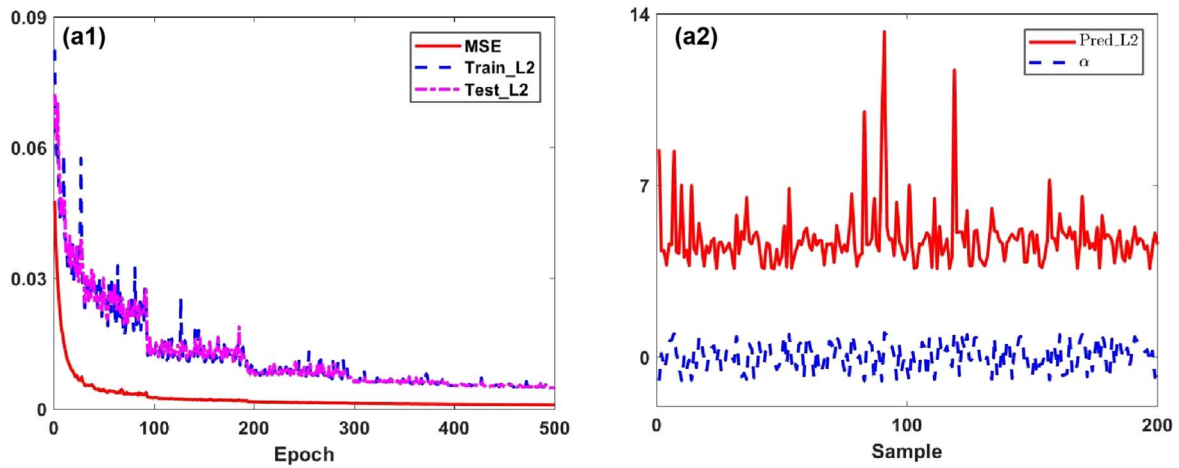 (a1)
MSE
Train_L2
Test_L2
0.09
0.06
0.03
0
0 100 200 300 400 500
Epoch
(a2)
Pred_L2
α
14
7
0
0 100 200
Sample